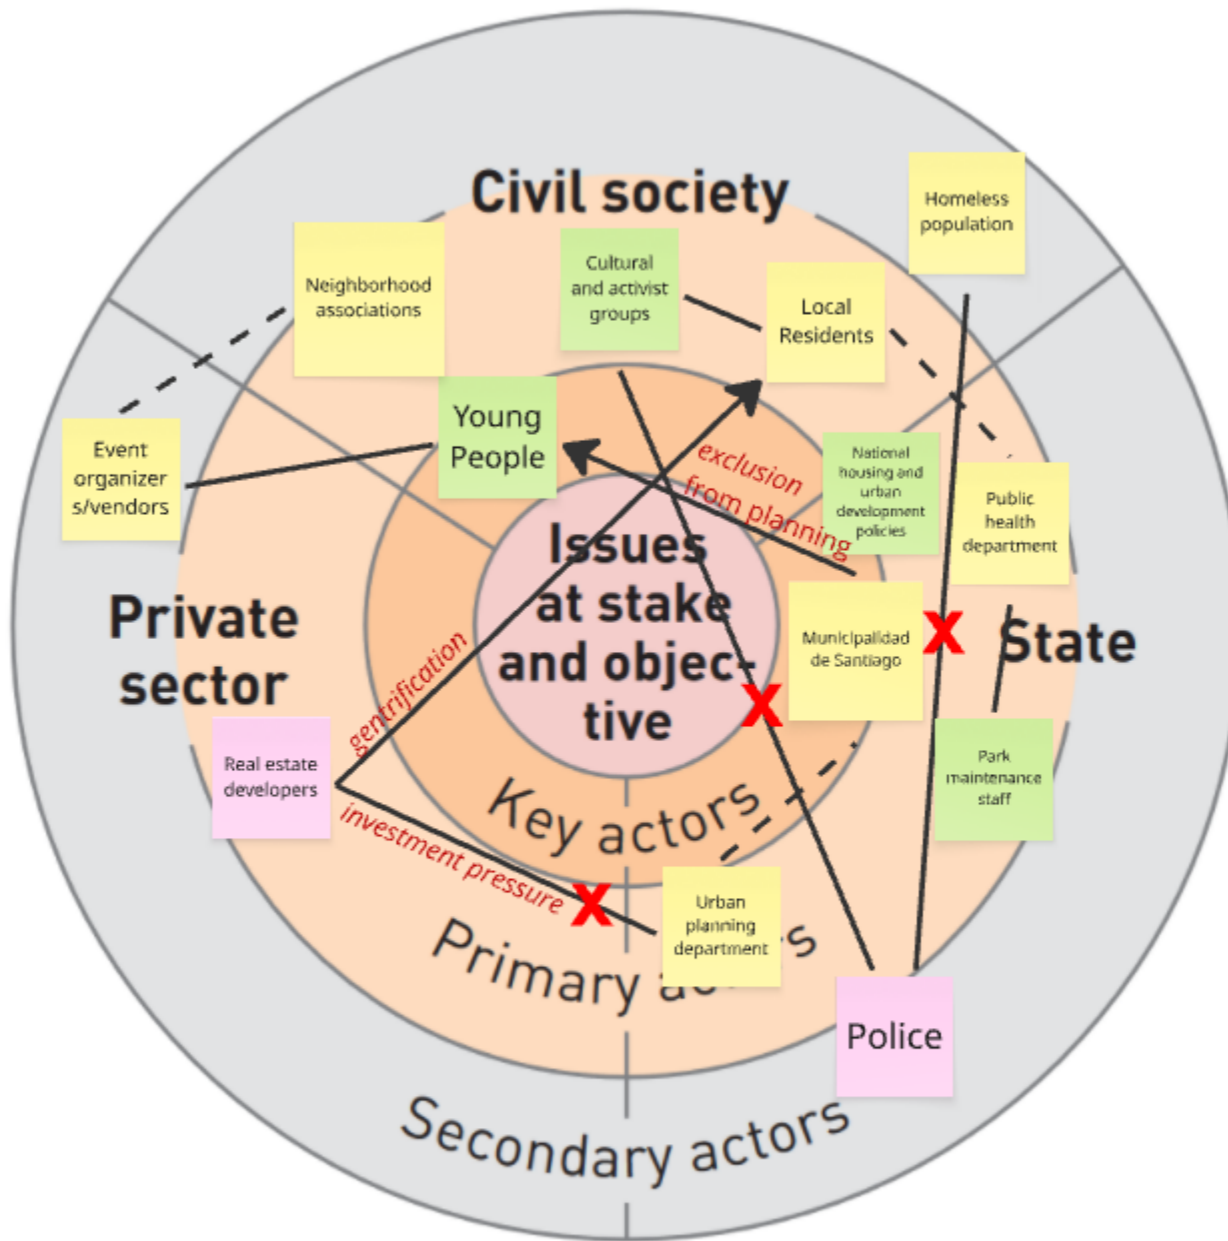 Civil society
Homeless
population
Neighborhood
associations
Cultural
and activist
groups
Local
Residents
Young
People
Event
organizer
s/vendors
exclusion
from planning
National
housing and
urban
development
policies
Public
health
department
Issues
at stake
and objec-
tive
Private
sector
Municipalidad
de Santiago
X
State
gentrification
X
Real estate
developers
Park
maintenance
staff
investment pressure
Key actors
X
Urban
planning
department
Primary actors
Police
Secondary actors